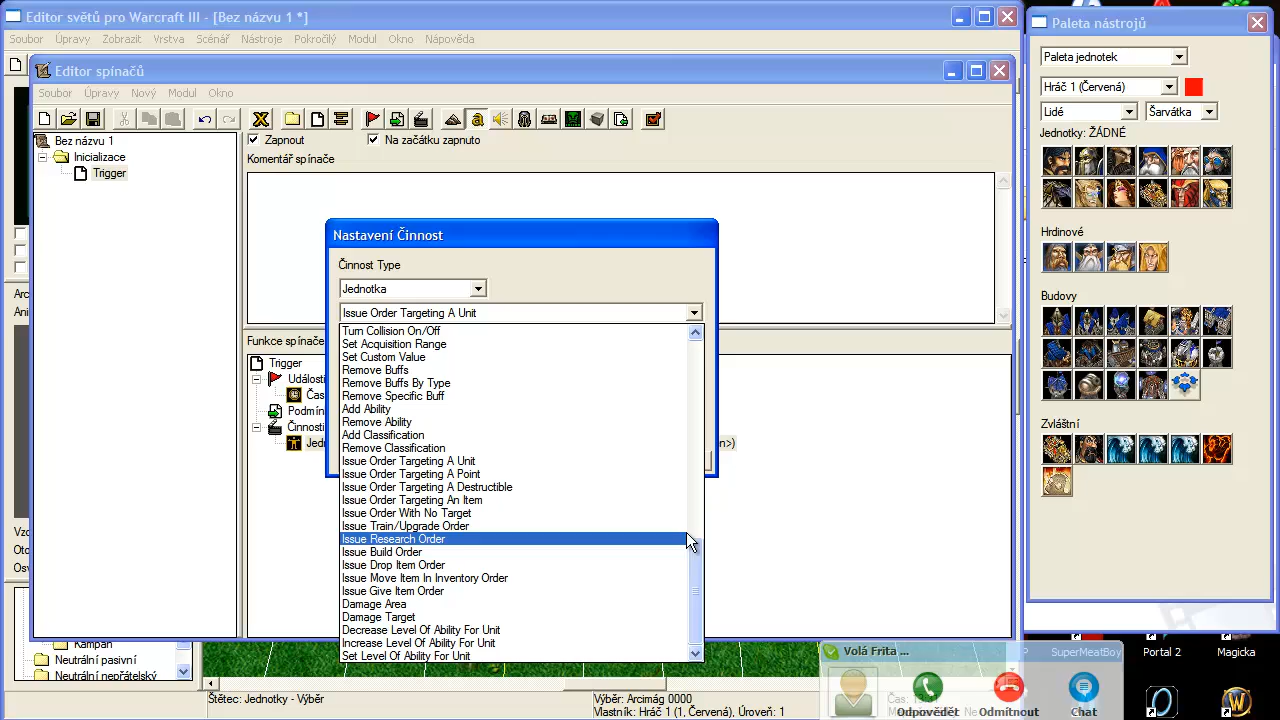 Editor světů pro Warcraft III - [Bez názvu 1 *]
Soubor Úpravy Zobrazit Vrstva Scénář Nástroje Pokročilý Modul Okno Nápověda
Editor spínačů
Soubor Úpravy Nový Modul Okno
Bez názvu 1
Inicializace
Trigger
Zapnout
Na začátku zapnuto
Komentář spínače
Nastavení Činnost
Činnost Type
Jednotka
Issue Order Targeting A Unit
Turn Collision On/Off
Set Acquisition Range
Set Custom Value
Remove Buffs
Remove Buffs By Type
Remove Specific Buff
Add Ability
Remove Ability
Add Classification
Remove Classification
Issue Order Targeting A Unit
Issue Order Targeting A Point
Issue Order Targeting A Destructible
Issue Order Targeting An Item
Issue Order With No Target
Issue Train/Upgrade Order
Issue Research Order
Issue Build Order
Issue Drop Item Order
Issue Move Item In Inventory Order
Issue Give Item Order
Damage Area
Damage Target
Decrease Level Of Ability For Unit
Increase Level Of Ability For Unit
Set Level Of Ability For Unit
Funkce spínače
Trigger
Události
Čas
Podmín
Činnosti
Jedn
n>)
Arc
Ani
Vzd
Oto
Osv
Kampaň
Neutrální pasivní
Neutrální nepřátelský
Štětec: Jednotky - Výběr
Výběr: Arcimág 0000
Vlastník: Hráč 1 (1, Červená), Úroveň: 1
Paleta nástrojů
Paleta jednotek
Hráč 1 (Červená)
Lidé
Šarvátka
Jednotky: ŽÁDNÉ
Hrdinové
Budovy
Zvláštní
Volá Frita ...
Odpovědět
Odmítnout
Chat
SuperMeatBoy
Portal 2
Magicka